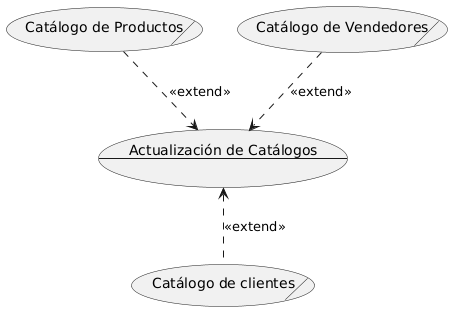 Catálogo de Productos
Catálogo de Vendedores
«extend»
«extend»
Actualización de Catálogos
«extend»
Catálogo de clientes